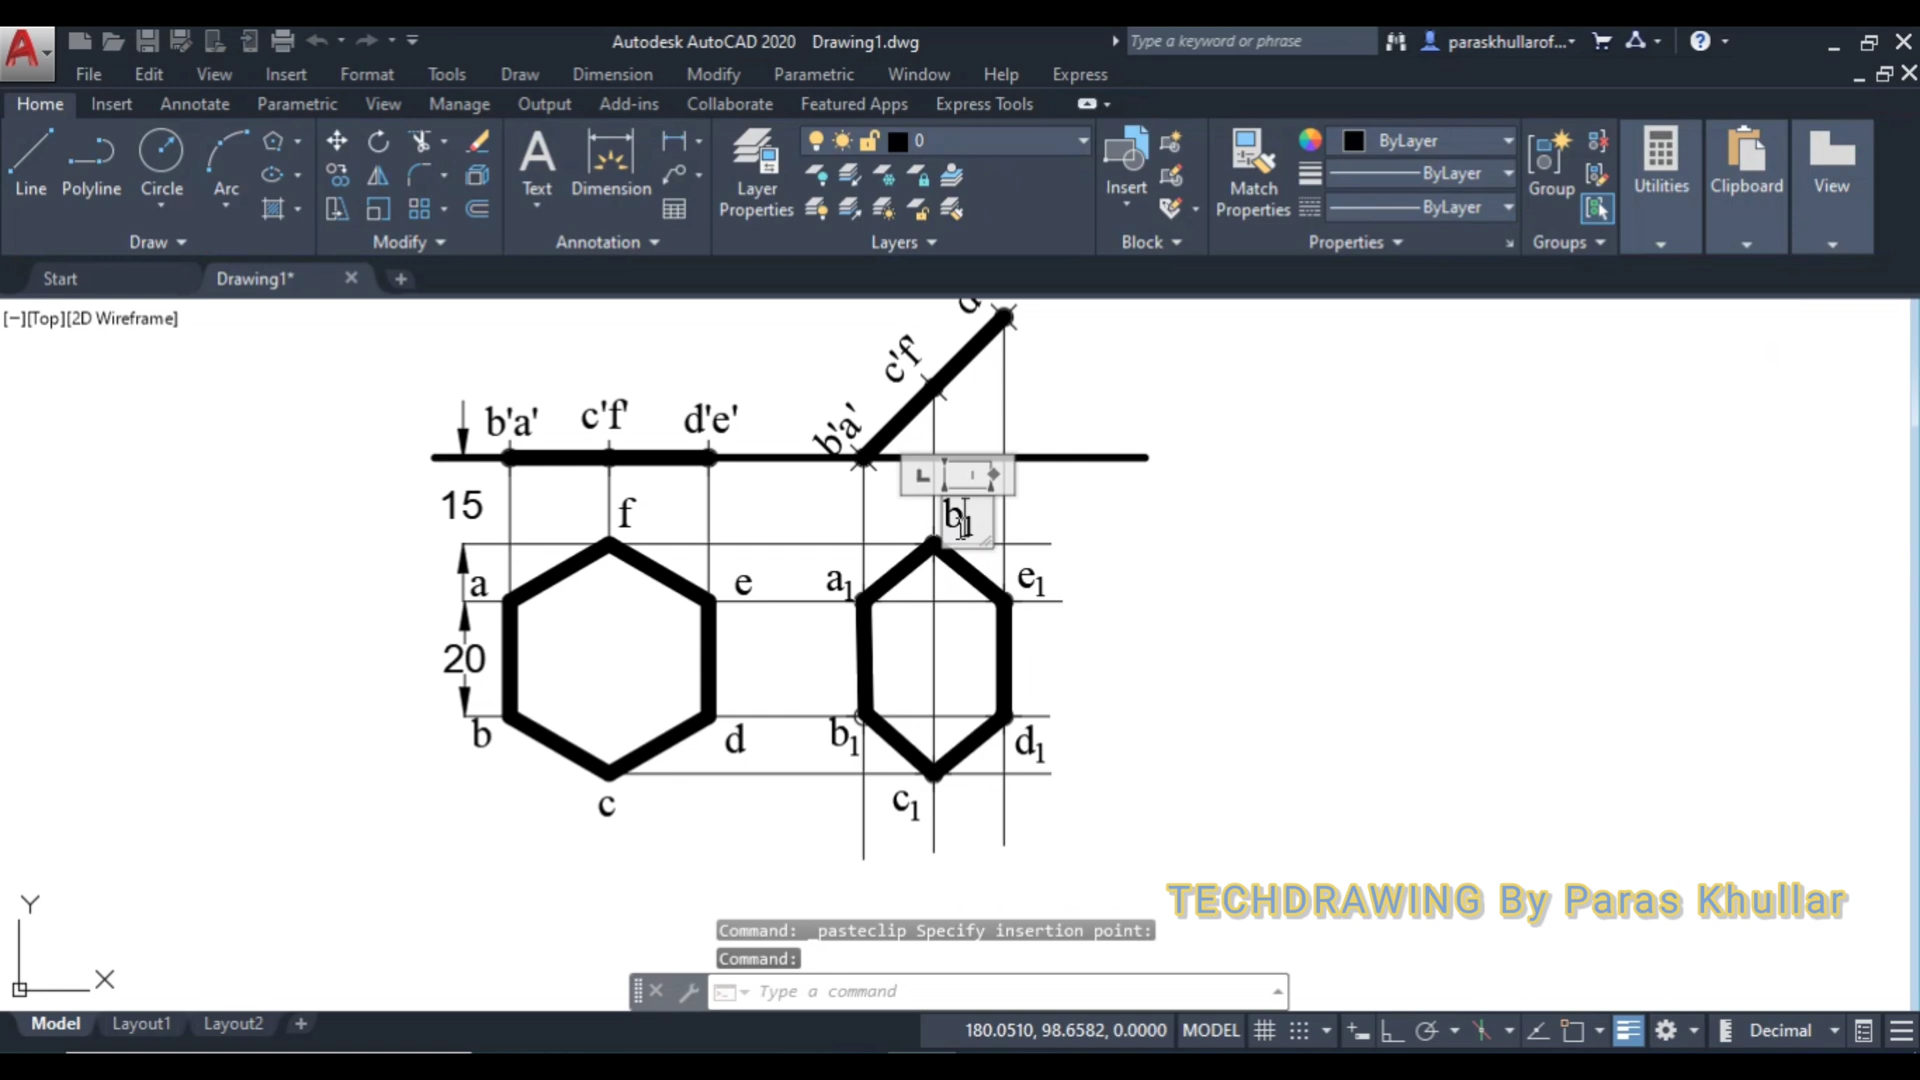 Autodesk AutoCAD 2020 Drawing1.dwg
Type a keyword or phrase
paraskhullarof...
File Edit View Insert Format Tools Draw Dimension Modify Parametric Window Help Express
Home Insert Annotate Parametric View Manage Output Add-ins Collaborate Featured Apps Express Tools
Line Polyline Circle Arc
Draw
Modify
Text Dimension
Annotation
Layer Properties
0
Layers
Insert
Block
Match Properties
ByLayer
ByLayer
ByLayer
Properties
Group
Groups
Utilities
Clipboard
View
Start Drawing1*
[−][Top][2D Wireframe]
c'f'
b'a' c'f' d'e' b'a'
15 f b1
a e a1 e1
20
b d b1 d1
c c1
TECHDRAWING By Paras Khullar
Y
X
Command: _pasteclip Specify insertion point:
Command:
Type a command
Model Layout1 Layout2
180.0510, 98.6582, 0.0000 MODEL Decimal